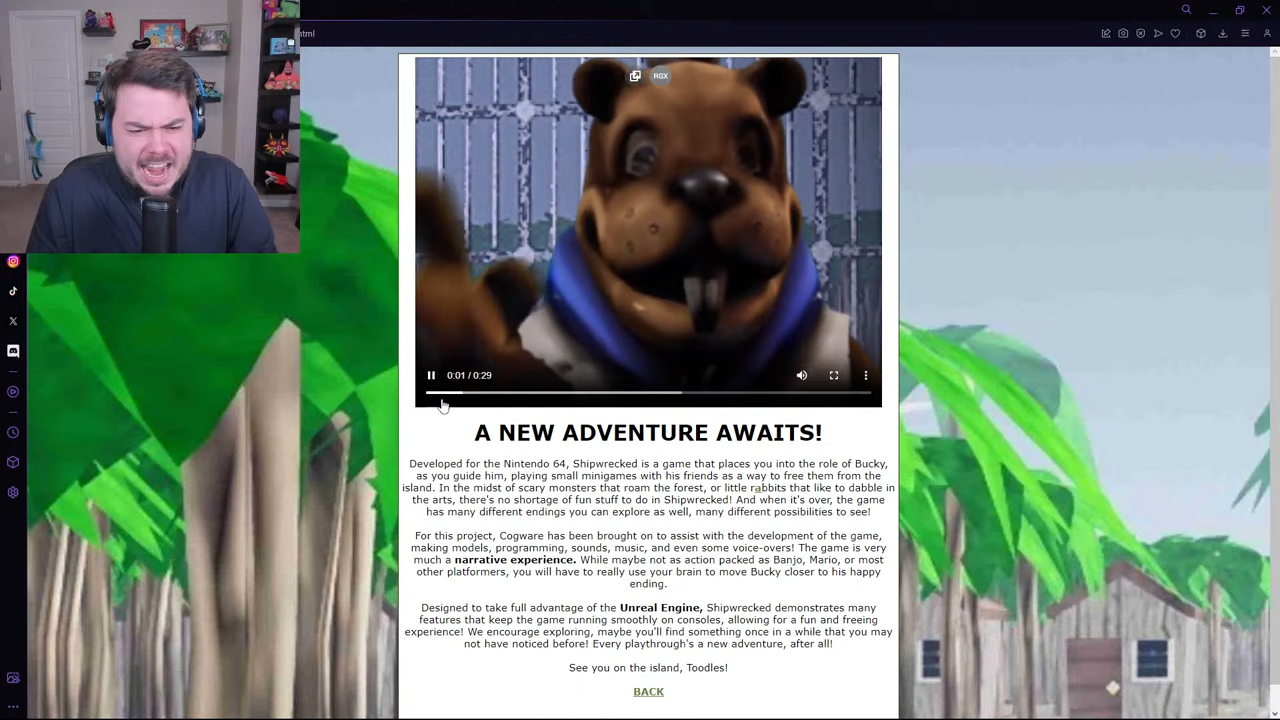 html
RGX
0:01 / 0:29
A NEW ADVENTURE AWAITS!
Developed for the Nintendo 64, Shipwrecked is a game that places you into the role of Bucky,
as you guide him, playing small minigames with his friends as a way to free them from the
island. In the midst of scary monsters that roam the forest, or little rabbits that like to dabble in
the arts, there's no shortage of fun stuff to do in Shipwrecked! And when it's over, the game
has many different endings you can explore as well, many different possibilities to see!
For this project, Cogware has been brought on to assist with the development of the game,
making models, programming, sounds, music, and even some voice-overs! The game is very
much a narrative experience. While maybe not as action packed as Banjo, Mario, or most
other platformers, you will have to really use your brain to move Bucky closer to his happy
ending.
Designed to take full advantage of the Unreal Engine, Shipwrecked demonstrates many
features that keep the game running smoothly on consoles, allowing for a fun and freeing
experience! We encourage exploring, maybe you'll find something once in a while that you may
not have noticed before! Every playthrough's a new adventure, after all!
See you on the island, Toodles!
BACK